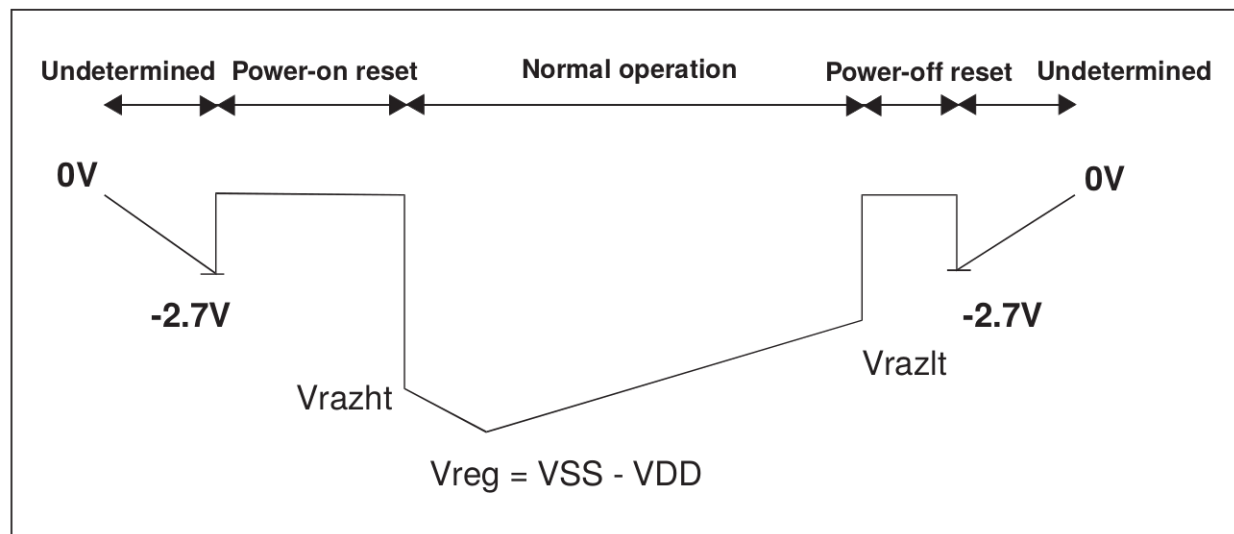 Undetermined Power-on reset Normal operation Power-off reset Undetermined
0V 0V
-2.7V -2.7V
Vrazht Vrazlt
Vreg = VSS - VDD